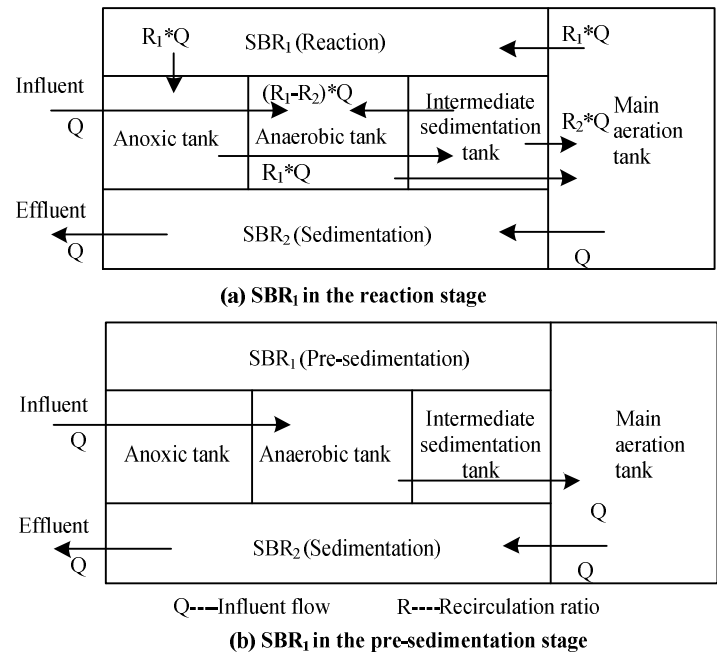 R₁*Q
SBR₁ (Reaction)
R₁*Q
Influent
Q
(R₁-R₂)*Q
Anoxic tank
Anaerobic tank
Intermediate
sedimentation
tank
R₂*Q
Main
aeration
tank
R₁*Q
Effluent
Q
SBR₂ (Sedimentation)
Q
(a) SBR₁ in the reaction stage
SBR₁ (Pre-sedimentation)
Influent
Q
Anoxic tank
Anaerobic tank
Intermediate
sedimentation
tank
Main
aeration
tank
Q
Effluent
Q
SBR₂ (Sedimentation)
Q
Q----Influent flow
R----Recirculation ratio
(b) SBR₁ in the pre-sedimentation stage